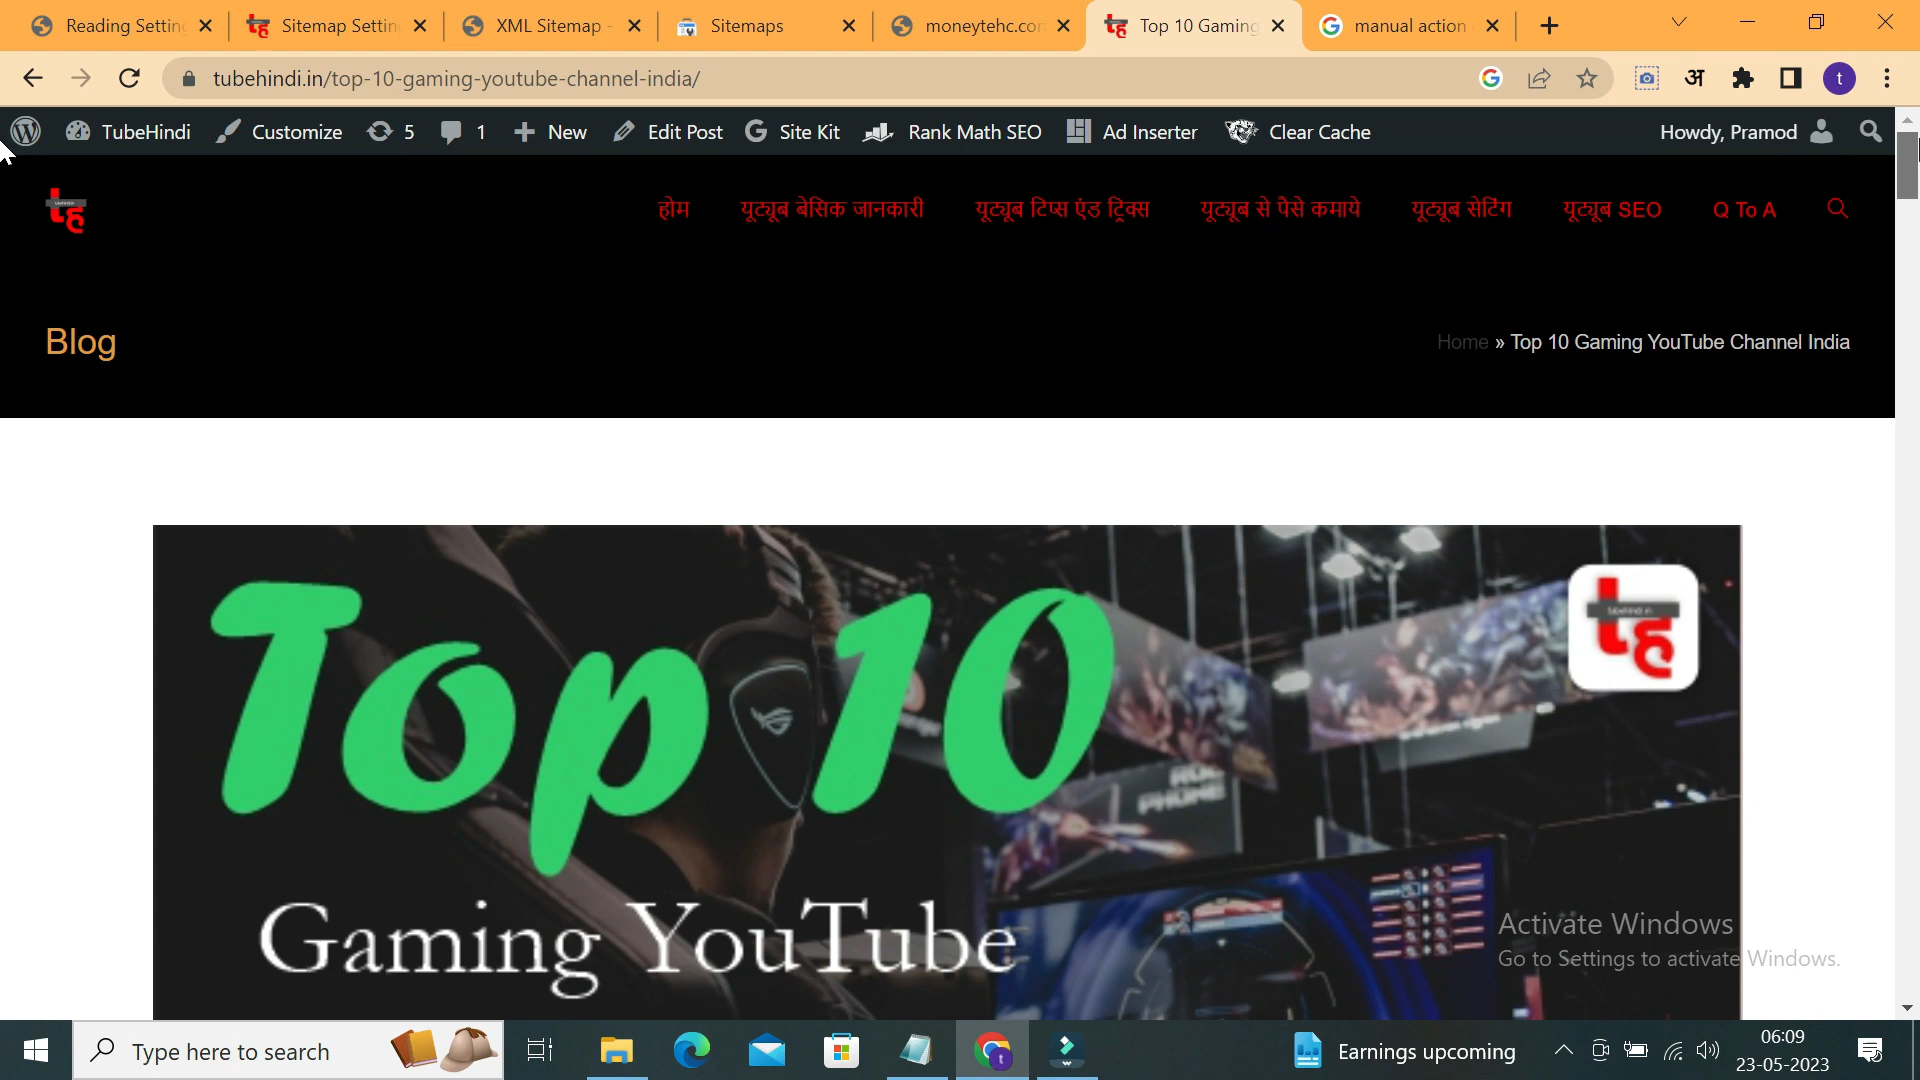 Reading Settin
Sitemap Settin
XML Sitemap -
Sitemaps
moneytehc.com
Top 10 Gaming
manual action
tubehindi.in/top-10-gaming-youtube-channel-india/
अ
t
TubeHindi
Customize
5
1
New
Edit Post
Site Kit
Rank Math SEO
Ad Inserter
Clear Cache
Howdy, Pramod
होम
यूट्यूब बेसिक जानकारी
यूट्यूब टिप्स एंड ट्रिक्स
यूट्यूब से पैसे कमाये
यूट्यूब सेटिंग
यूट्यूब SEO
Q To A
Blog
Home » Top 10 Gaming YouTube Channel India
Top 10
Gaming YouTube
Activate Windows
Go to Settings to activate Windows.
Type here to search
Earnings upcoming
06:09
23-05-2023